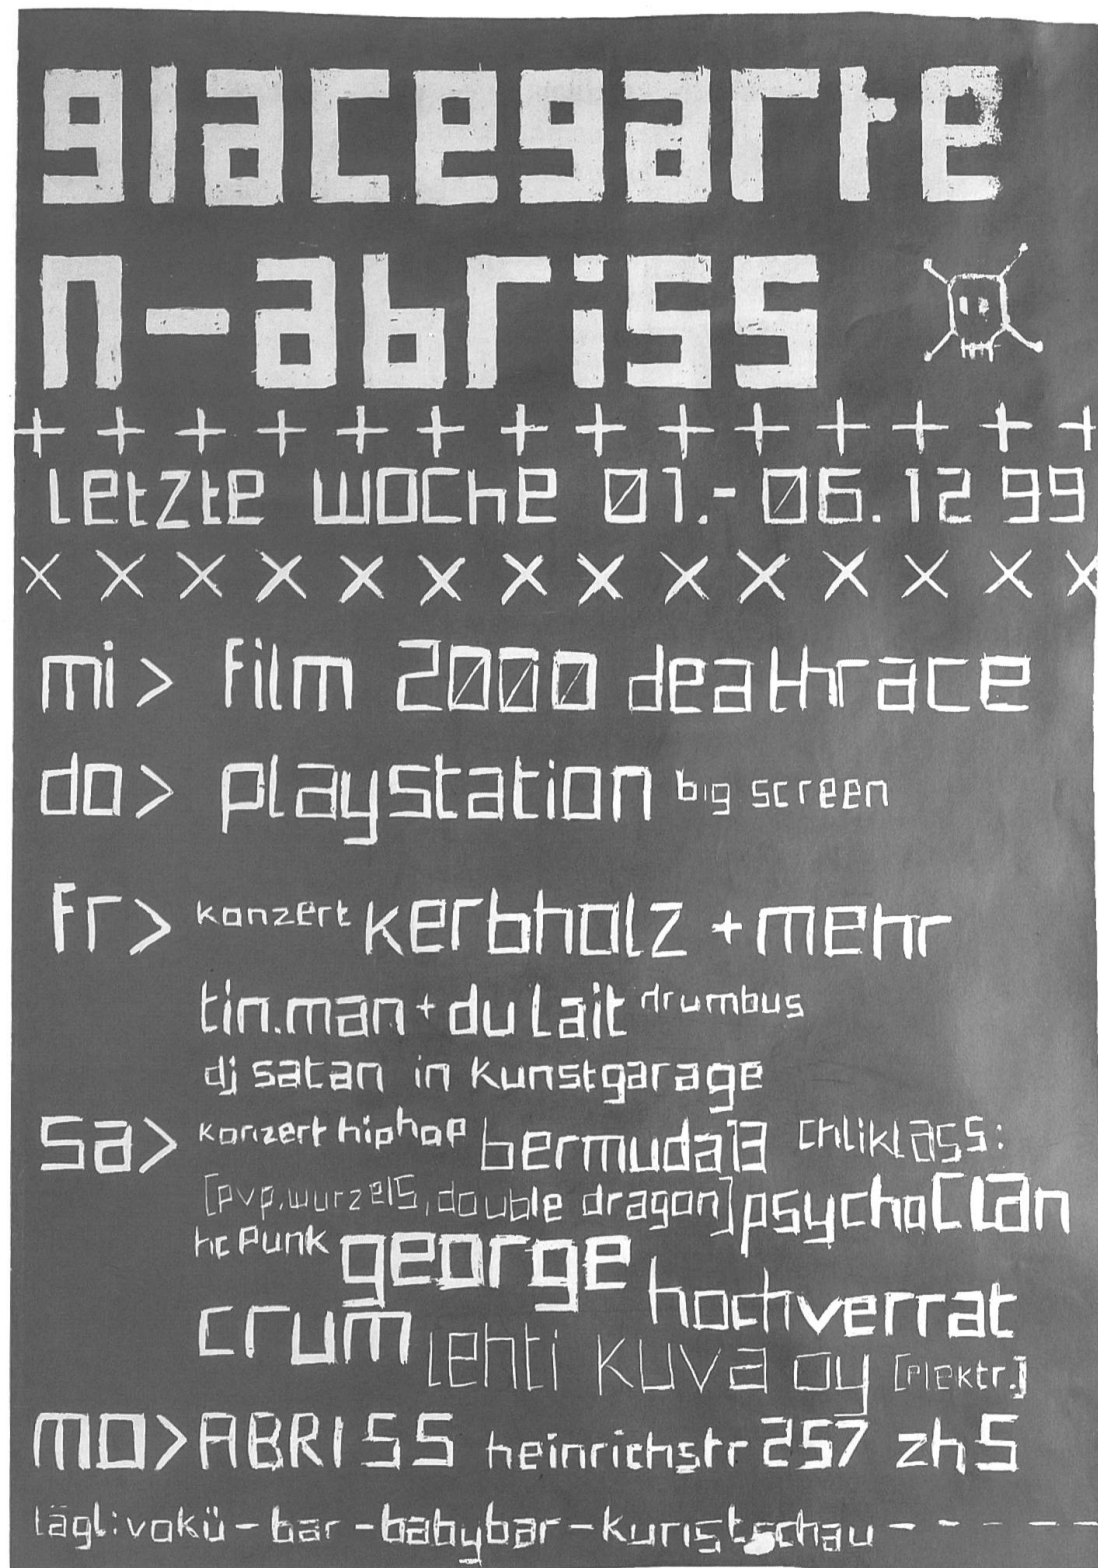 glacegarte
n-abriss
letzte woche 01.-06.12 99
mi> film 2000 deathrace
do> playstation big screen
fr> konzert kerbholz + mehr
tin.man + du lait drumbus
dj satan in kunstgarage
sa> konzert hiphop bermuda13 chliklass:
[pvp, wurzel5, double dragon] psychoclan
hc punk george
crum hochverrat
lehti kuva oy [elektr.]
mo> ABRISS heinrichstr 257 zh5
tägl: vokü - bar - babybar - kunstschau - - - - -